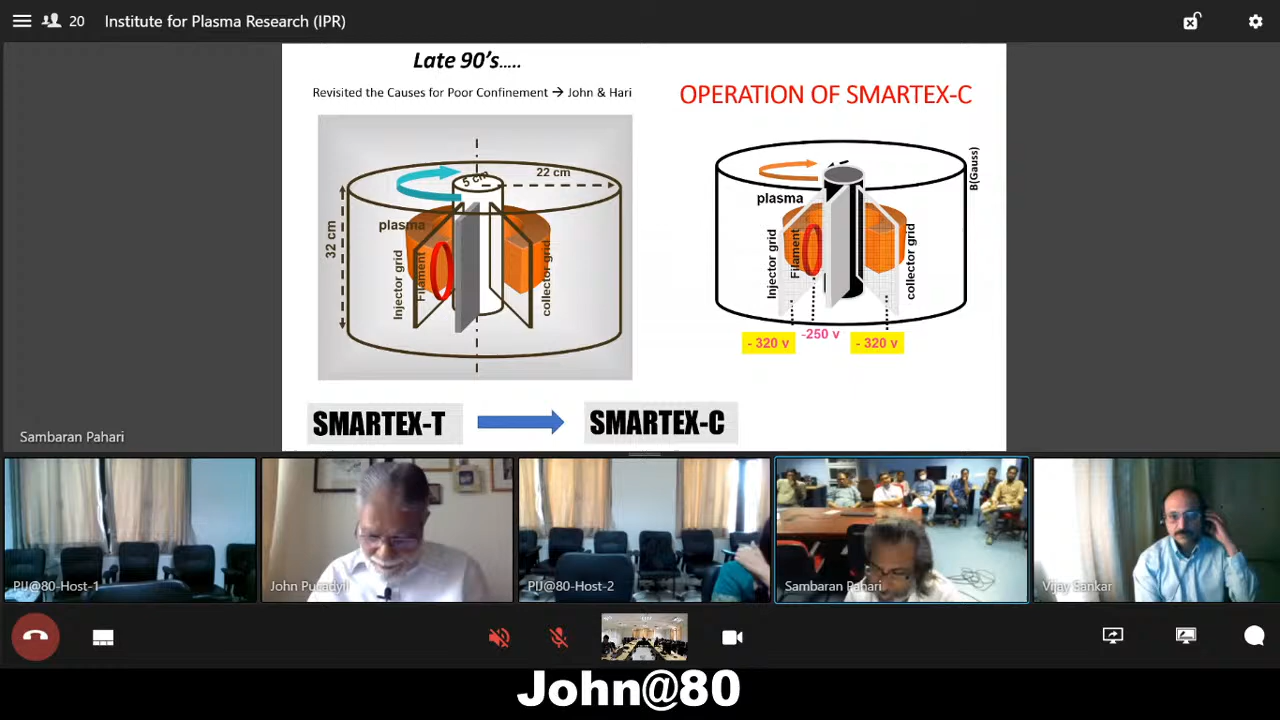 20
Institute for Plasma Research (IPR)
Late 90's.....
Revisited the Causes for Poor Confinement → John & Hari
OPERATION OF SMARTEX-C
5 cm
22 cm
32 cm
plasma
Injector grid
Filament
collector grid
B(Gauss)
plasma
Injector grid
Filament
collector grid
- 320 v
-250 v
- 320 v
SMARTEX-T
SMARTEX-C
Sambaran Pahari
PIJ@80-Host-1
John Pucadyil
PIJ@80-Host-2
Sambaran Pahari
Vijay Sankar
John@80